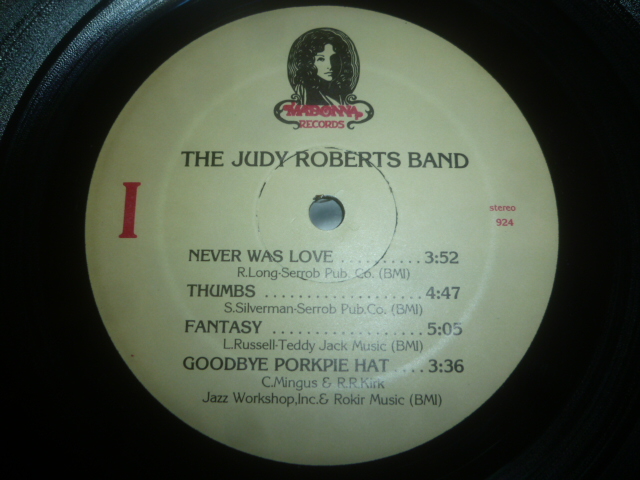 MADONNA
RECORDS
THE JUDY ROBERTS BAND
I
stereo
924
NEVER WAS LOVE .......... 3:52
R.Long-Serrob Pub. Co. (BMI)
THUMBS .................. 4:47
S.Silverman-Serrob Pub.Co. (BMI)
FANTASY ................. 5:05
L.Russell-Teddy Jack Music (BMI)
GOODBYE PORKPIE HAT .... 3:36
C.Mingus & R.R.Kirk
Jazz Workshop,Inc.& Rokir Music (BMI)